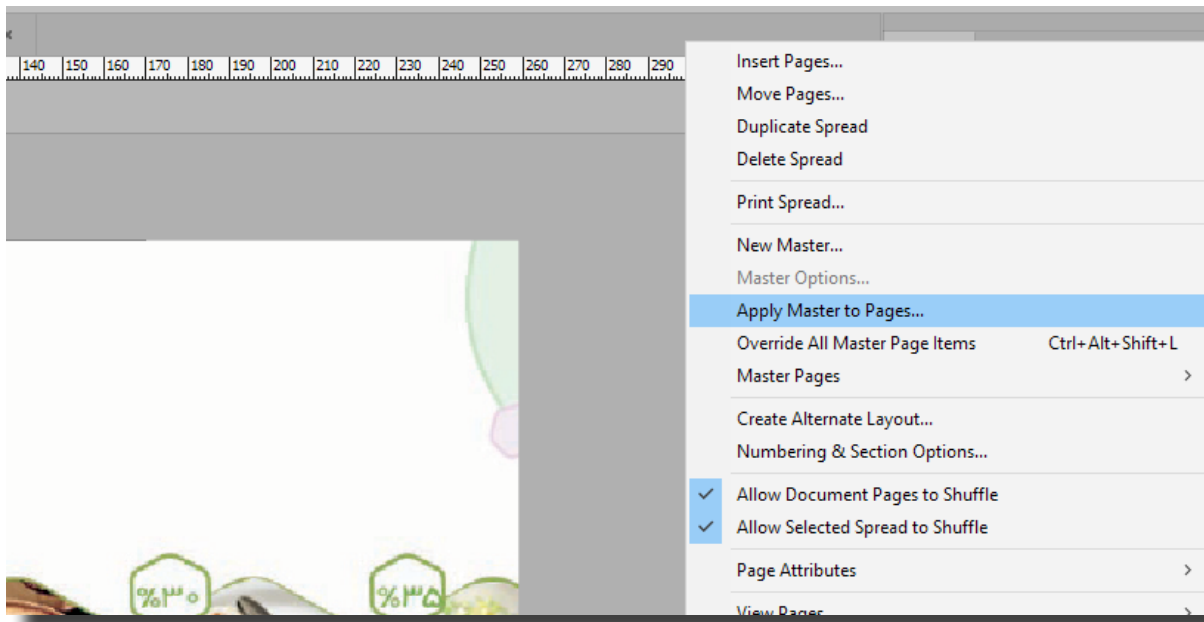 140 150 160 170 180 190 200 210 220 230 240 250 260 270 280 290
Insert Pages...
Move Pages...
Duplicate Spread
Delete Spread
Print Spread...
New Master...
Master Options...
Apply Master to Pages...
Override All Master Page Items Ctrl+Alt+Shift+L
Master Pages
Create Alternate Layout...
Numbering & Section Options...
Allow Document Pages to Shuffle
Allow Selected Spread to Shuffle
Page Attributes
%۳۰ %۳۵
View Pages